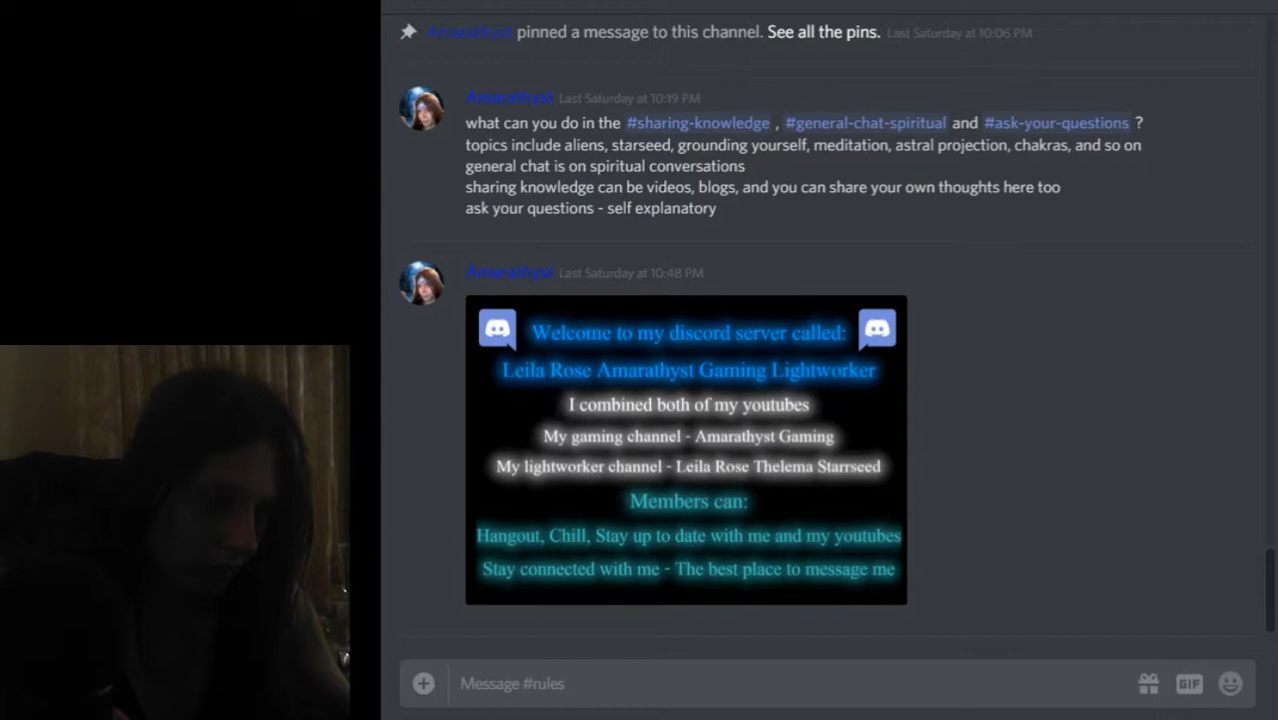 Amarathyst pinned a message to this channel. See all the pins. Last Saturday at 10:06 PM
Amarathyst Last Saturday at 10:19 PM
what can you do in the #sharing-knowledge , #general-chat-spiritual and #ask-your-questions ?
topics include aliens, starseed, grounding yourself, meditation, astral projection, chakras, and so on
general chat is on spiritual conversations
sharing knowledge can be videos, blogs, and you can share your own thoughts here too
ask your questions - self explanatory
Amarathyst Last Saturday at 10:48 PM
Welcome to my discord server called:
Leila Rose Amarathyst Gaming Lightworker
I combined both of my youtubes
My gaming channel - Amarathyst Gaming
My lightworker channel - Leila Rose Thelema Starrseed
Members can:
Hangout, Chill, Stay up to date with me and my youtubes
Stay connected with me - The best place to message me
Message #rules
GIF